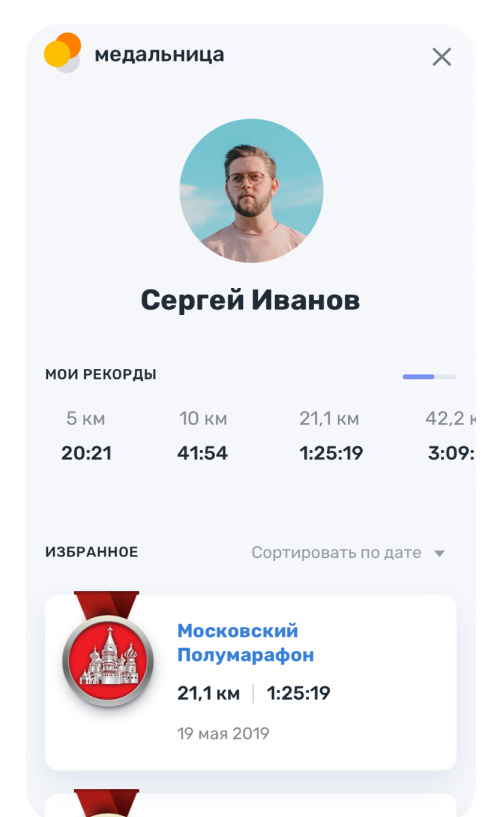 медальница
Сергей Иванов
МОИ РЕКОРДЫ
5 км 10 км 21,1 км 42,2 к
20:21 41:54 1:25:19 3:09:
ИЗБРАННОЕ Сортировать по дате
Московский
Полумарафон
21,1 км 1:25:19
19 мая 2019